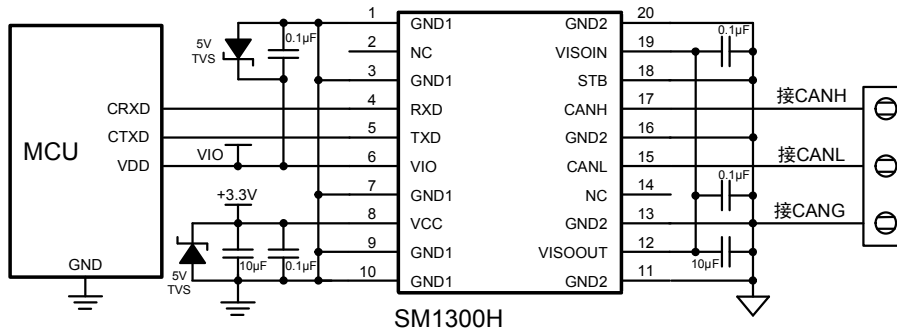 1 GND1 GND2 20
5V TVS 0.1μF
2 NC VISOIN 19 0.1μF
3 GND1 STB 18
CRXD 4 RXD CANH 17 接CANH
CTXD 5 TXD GND2 16
MCU
VDD VIO 6 VIO CANL 15 接CANL
7 GND1 NC 14 0.1μF
+3.3V
8 VCC GND2 13 接CANG
9 GND1 VISOOUT 12
5V TVS 10μF 0.1μF 10μF
GND 10 GND1 GND2 11
SM1300H